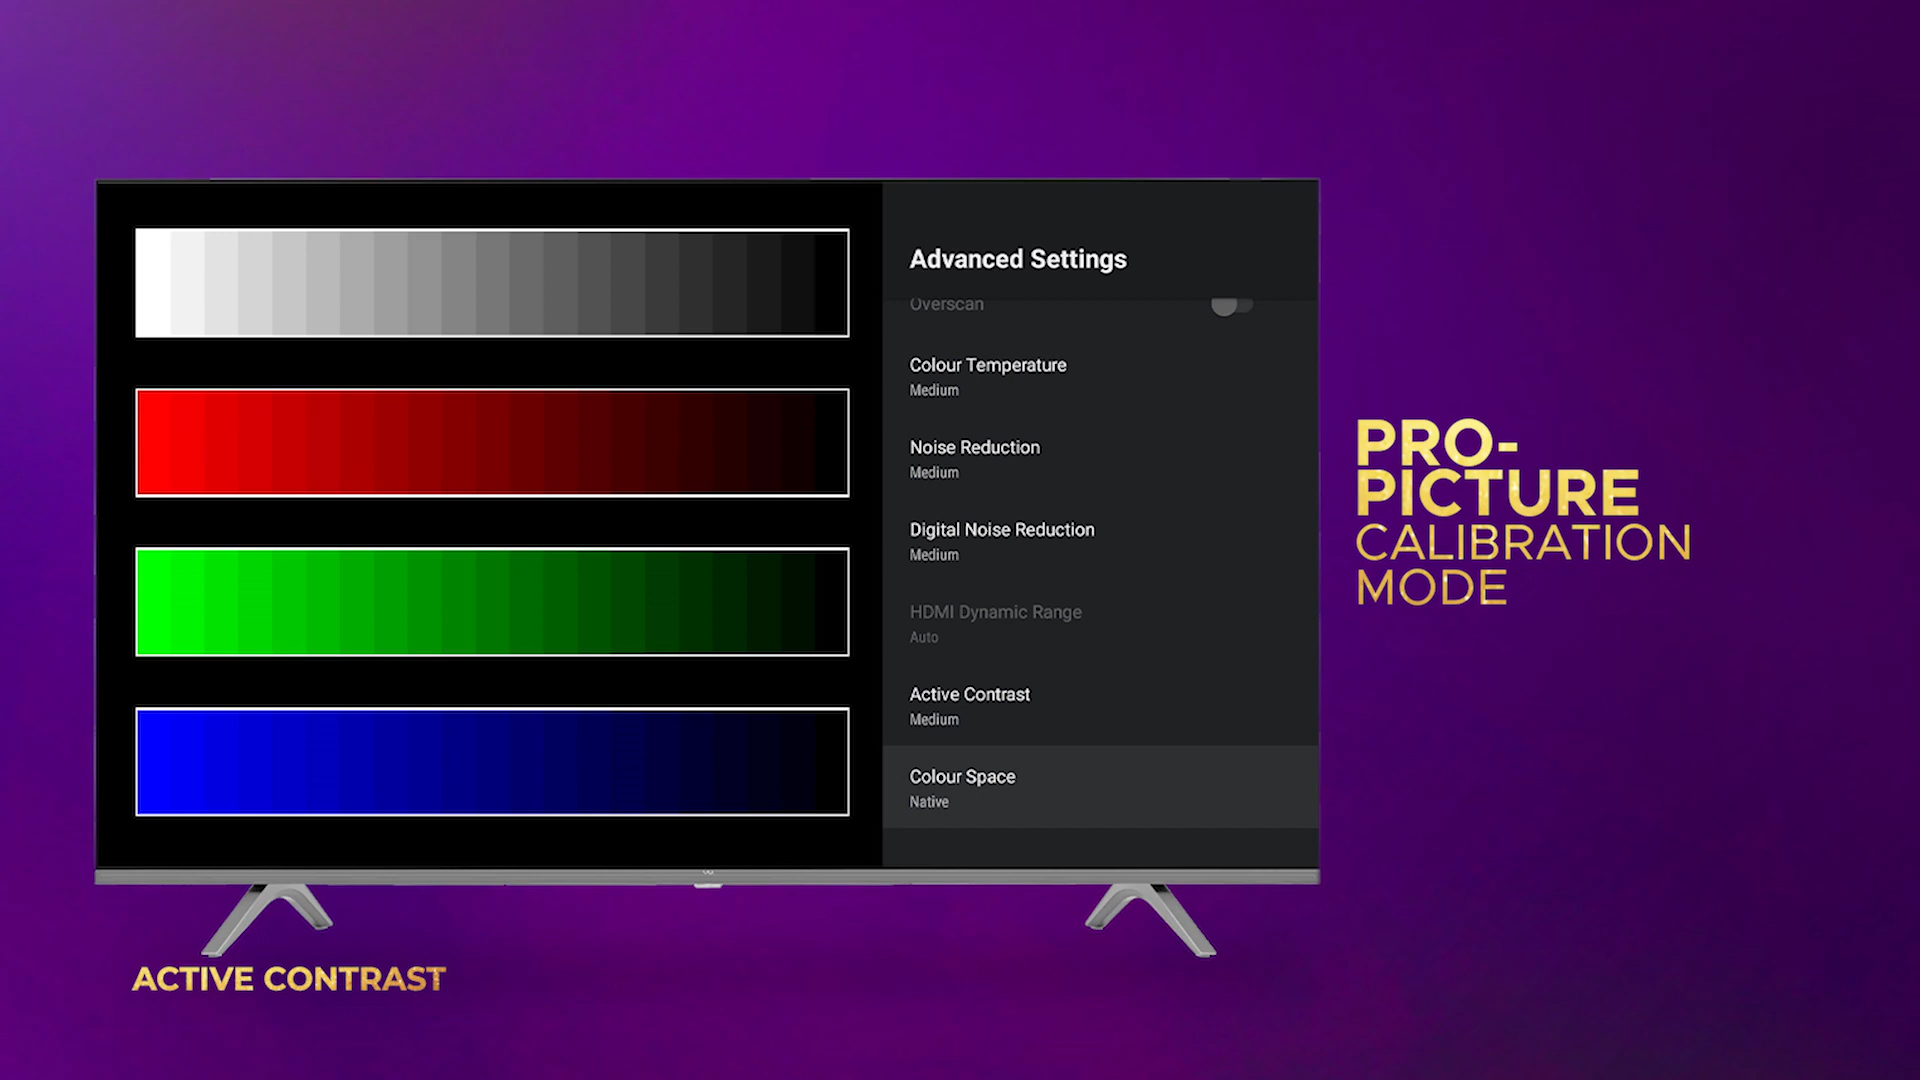 Advanced Settings
Overscan
Colour Temperature
Medium
Noise Reduction
Medium
Digital Noise Reduction
Medium
HDMI Dynamic Range
Auto
Active Contrast
Medium
Colour Space
Native
PRO-
PICTURE
CALIBRATION
MODE
ACTIVE CONTRAST